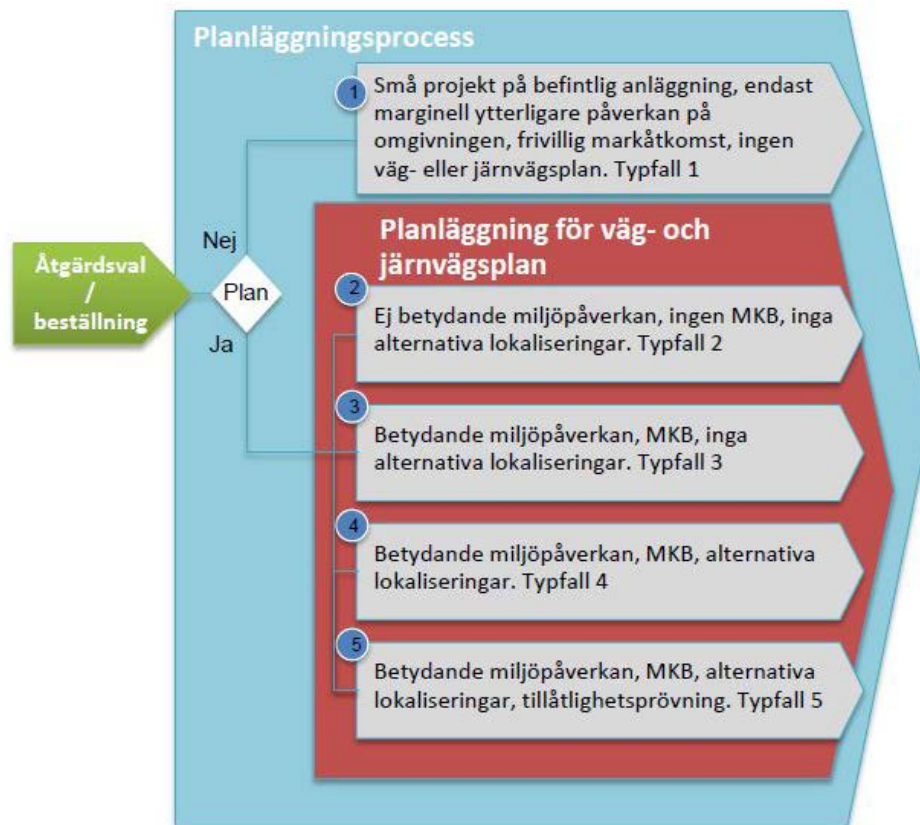 Planläggningsprocess
1
Små projekt på befintlig anläggning, endast
marginell ytterligare påverkan på
omgivningen, frivillig markåtkomst, ingen
väg- eller järnvägsplan. Typfall 1
Åtgärdsval
/
beställning
Nej
Plan
Ja
Planläggning för väg- och
järnvägsplan
2
Ej betydande miljöpåverkan, ingen MKB, inga
alternativa lokaliseringar. Typfall 2
3
Betydande miljöpåverkan, MKB, inga
alternativa lokaliseringar. Typfall 3
4
Betydande miljöpåverkan, MKB, alternativa
lokaliseringar. Typfall 4
5
Betydande miljöpåverkan, MKB, alternativa
lokaliseringar, tillåtlighetsprövning. Typfall 5